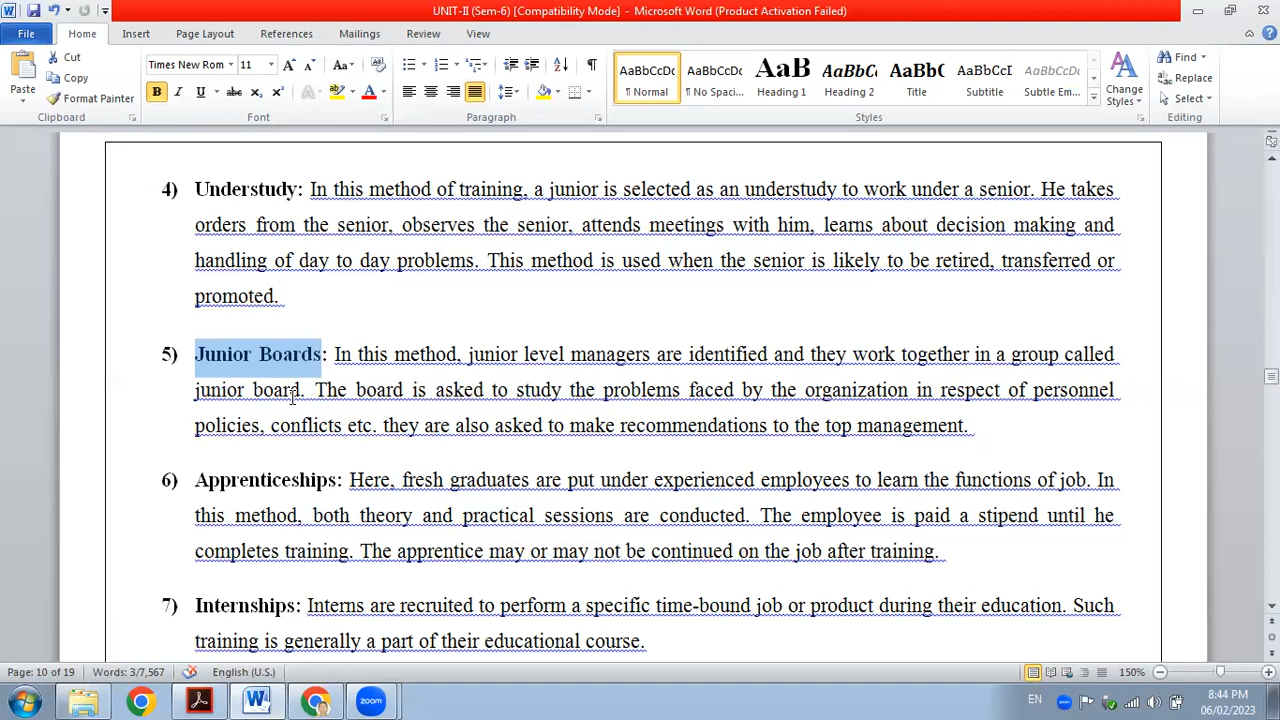 UNIT-II (Sem-6) [Compatibility Mode] - Microsoft Word (Product Activation Failed)
File Home Insert Page Layout References Mailings Review View
Cut
Copy
Format Painter
Paste
Times New Rom 11
AaBbCcDc AaBbCcDc AaB AaBbCc AaBbC AaBbCcDc AaBbCcDc
¶ Normal ¶ No Spaci... Heading 1 Heading 2 Title Subtitle Subtle Em...
Change
Styles
Find
Replace
Select
Clipboard Font Paragraph Styles Editing
4) Understudy: In this method of training, a junior is selected as an understudy to work under a senior. He takes
orders from the senior, observes the senior, attends meetings with him, learns about decision making and
handling of day to day problems. This method is used when the senior is likely to be retired, transferred or
promoted.
5) Junior Boards: In this method, junior level managers are identified and they work together in a group called
junior board. The board is asked to study the problems faced by the organization in respect of personnel
policies, conflicts etc. they are also asked to make recommendations to the top management.
6) Apprenticeships: Here, fresh graduates are put under experienced employees to learn the functions of job. In
this method, both theory and practical sessions are conducted. The employee is paid a stipend until he
completes training. The apprentice may or may not be continued on the job after training.
7) Internships: Interns are recruited to perform a specific time-bound job or product during their education. Such
training is generally a part of their educational course.
Page: 10 of 19 Words: 3/7,567 English (U.S.) 150%
zoom EN 8:44 PM
06/02/2023